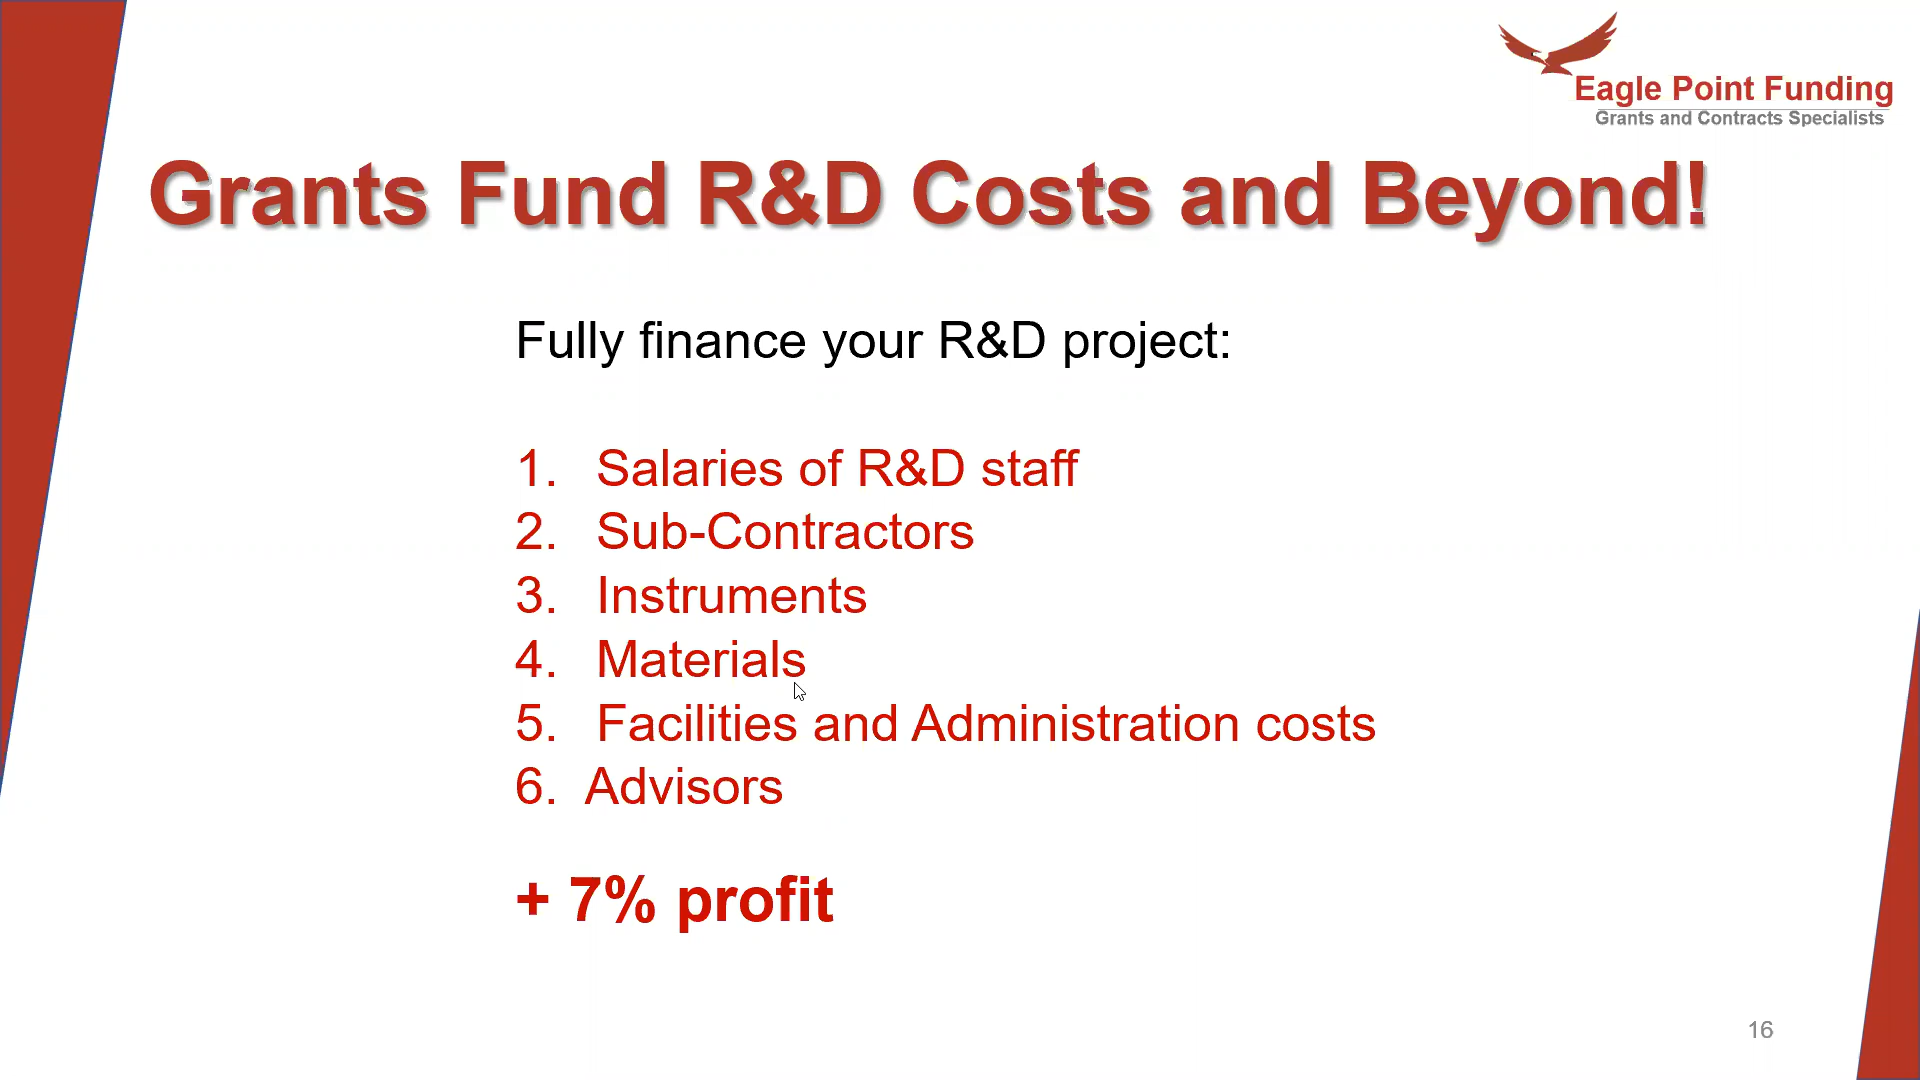 Eagle Point Funding
Grants and Contracts Specialists
Grants Fund R&D Costs and Beyond!
Fully finance your R&D project:
1. Salaries of R&D staff
2. Sub-Contractors
3. Instruments
4. Materials
5. Facilities and Administration costs
6. Advisors
+ 7% profit
16